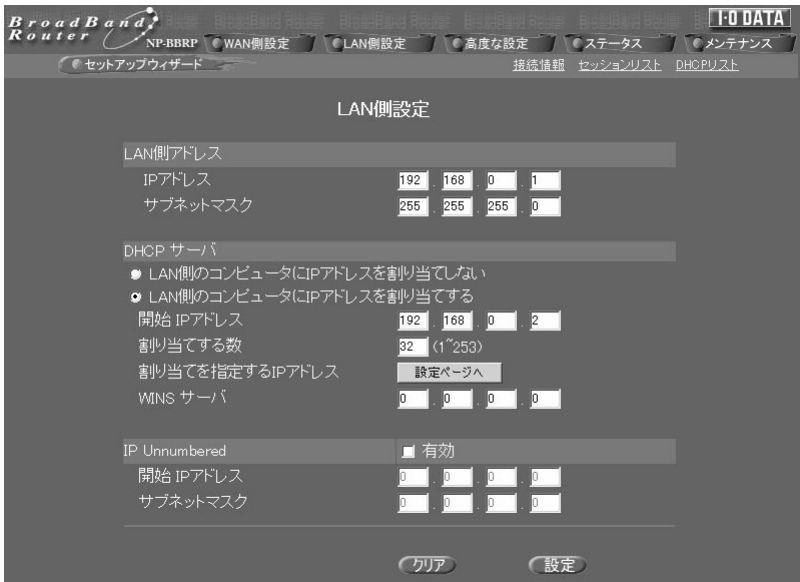 BroadBand
Router
NP-BBRP
I-O DATA
WAN側設定
LAN側設定
高度な設定
ステータス
メンテナンス
セットアップウィザード
接続情報 セッションリスト DHCPリスト
LAN側設定
LAN側アドレス
IPアドレス 192 . 168 . 0 . 1
サブネットマスク 255 . 255 . 255 . 0
DHCP サーバ
LAN側のコンピュータにIPアドレスを割り当てしない
LAN側のコンピュータにIPアドレスを割り当てする
開始 IPアドレス 192 . 168 . 0 . 2
割り当てする数 32 (1~253)
割り当てを指定するIPアドレス 設定ページへ
WINS サーバ 0 . 0 . 0 . 0
IP Unnumbered 有効
開始 IPアドレス 0 . 0 . 0 . 0
サブネットマスク 0 . 0 . 0 . 0
クリア 設定